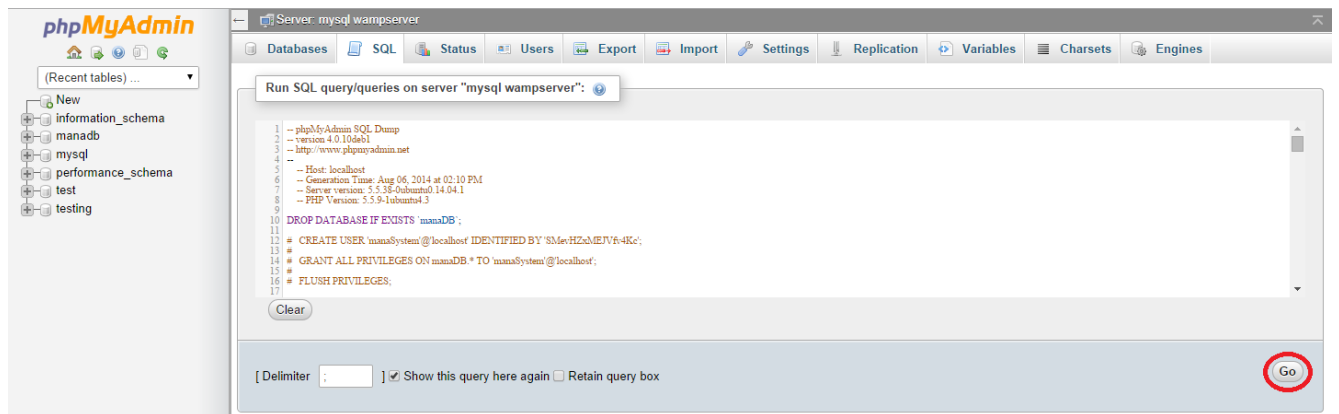 phpMyAdmin
(Recent tables) ...
New
information_schema
manadb
mysql
performance_schema
test
testing
Server: mysql wampserver
Databases SQL Status Users Export Import Settings Replication Variables Charsets Engines
Run SQL query/queries on server "mysql wampserver":
1 -- phpMyAdmin SQL Dump
2 -- version 4.0.10deb1
3 -- http://www.phpmyadmin.net
4 --
5 -- Host: localhost
6 -- Generation Time: Aug 06, 2014 at 02:10 PM
7 -- Server version: 5.5.38-0ubuntu0.14.04.1
8 -- PHP Version: 5.5.9-1ubuntu4.3
9
10 DROP DATABASE IF EXISTS `manaDB`;
11
12 # CREATE USER 'manaSystem'@'localhost' IDENTIFIED BY 'SMevHZxMEJVfv4Kc';
13 #
14 # GRANT ALL PRIVILEGES ON manaDB.* TO 'manaSystem'@'localhost';
15 #
16 # FLUSH PRIVILEGES;
17
Clear
[ Delimiter ; ] Show this query here again Retain query box
Go